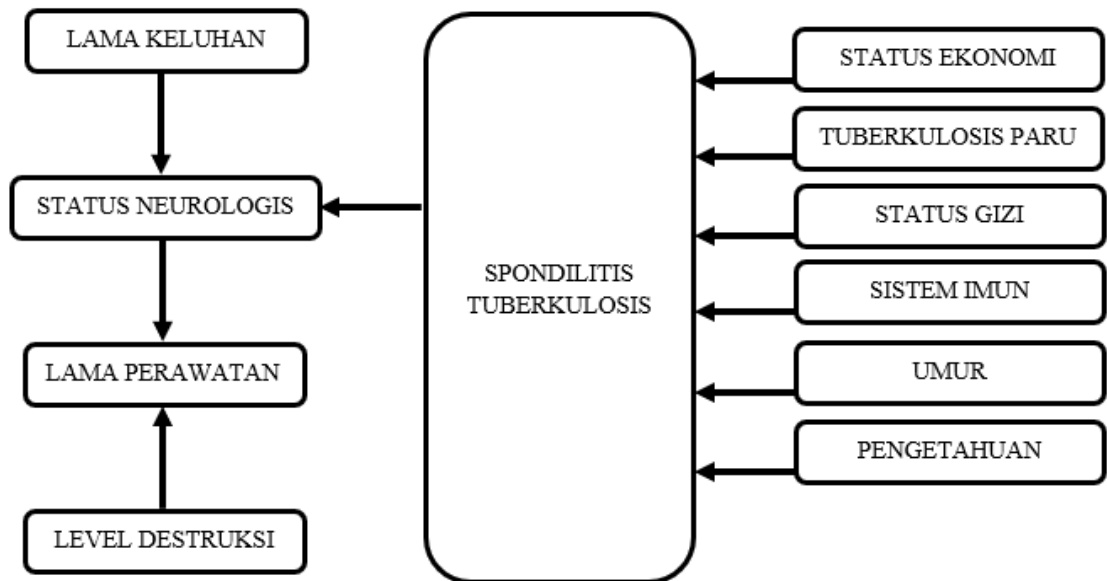 LAMA KELUHAN
STATUS NEUROLOGIS
LAMA PERAWATAN
LEVEL DESTRUKSI
SPONDILITIS
TUBERKULOSIS
STATUS EKONOMI
TUBERKULOSIS PARU
STATUS GIZI
SISTEM IMUN
UMUR
PENGETAHUAN